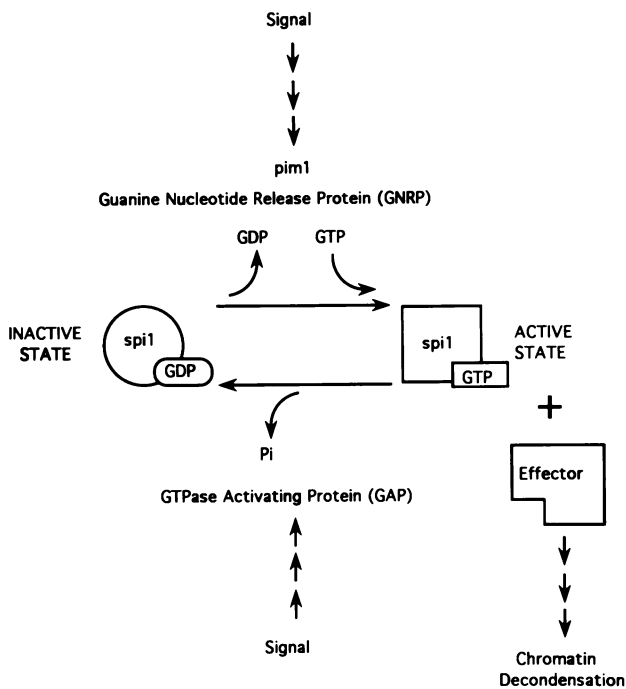 Signal
pim1
Guanine Nucleotide Release Protein (GNRP)
GDP
GTP
INACTIVE
STATE
spi1
GDP
spi1
GTP
ACTIVE
STATE
+
Pi
Effector
GTPase Activating Protein (GAP)
Signal
Chromatin
Decondensation